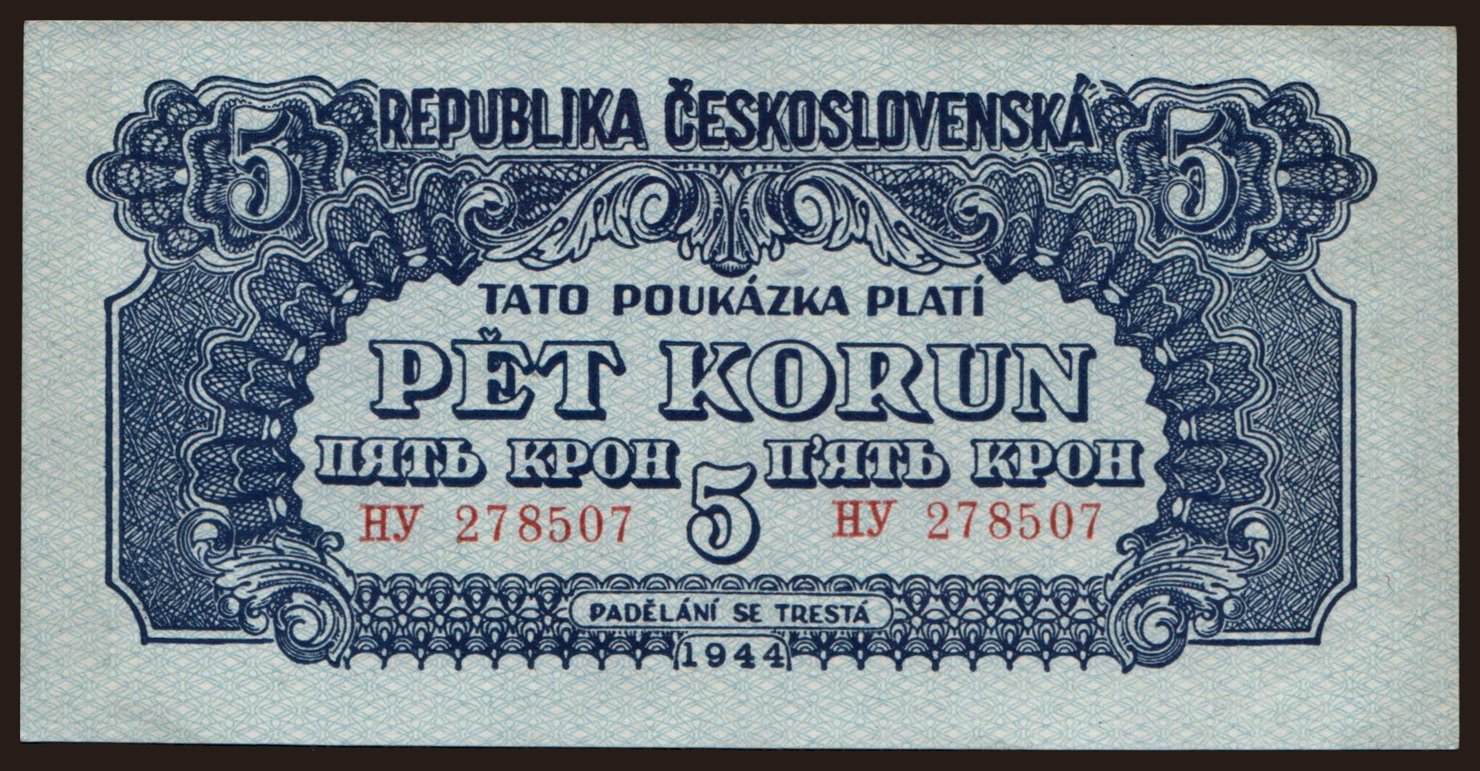 5 REPUBLIKA ČESKOSLOVENSKÁ 5
TATO POUKÁZKA PLATÍ
PĚT KORUN
ПЯТЬ КРОН П'ЯТЬ КРОН
НУ 278507 5 НУ 278507
PADĚLÁNÍ SE TRESTÁ
1944